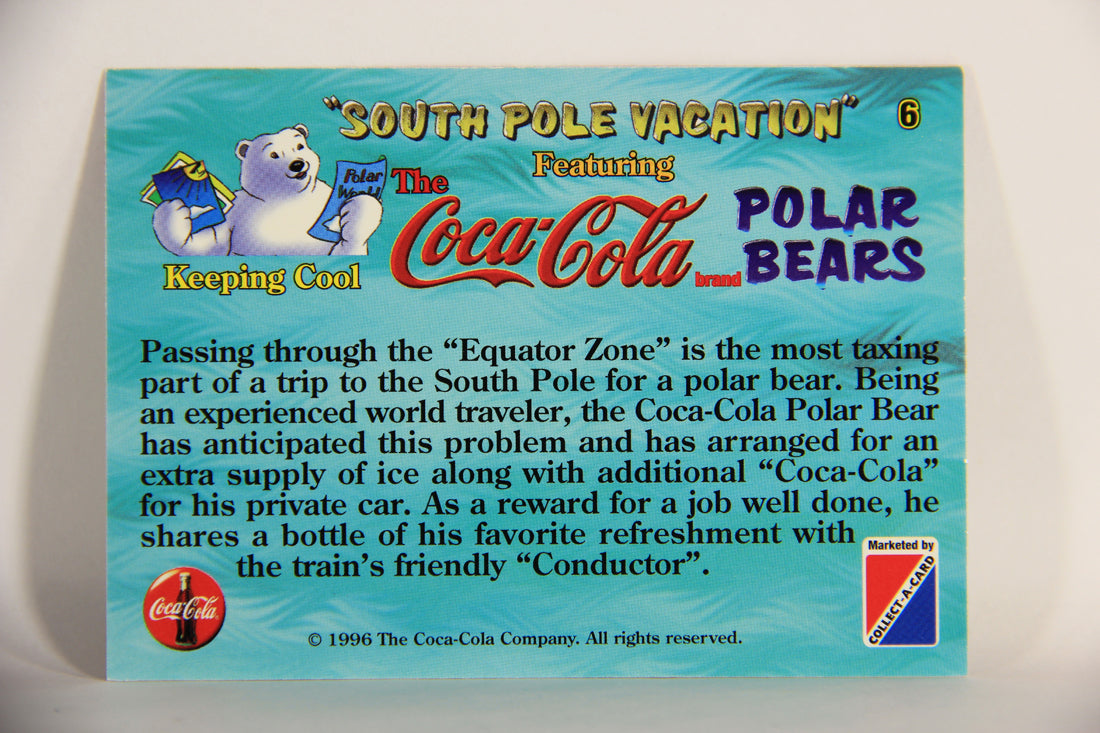 "SOUTH POLE VACATION" 6
Featuring
Polar
World
The
Coca-Cola
brand
POLAR
BEARS
Keeping Cool
Passing through the “Equator Zone” is the most taxing
part of a trip to the South Pole for a polar bear. Being
an experienced world traveler, the Coca-Cola Polar Bear
has anticipated this problem and has arranged for an
extra supply of ice along with additional “Coca-Cola”
for his private car. As a reward for a job well done, he
shares a bottle of his favorite refreshment with
the train’s friendly “Conductor”.
Marketed by
COLLECT-A-CARD
Coca-Cola
© 1996 The Coca-Cola Company. All rights reserved.